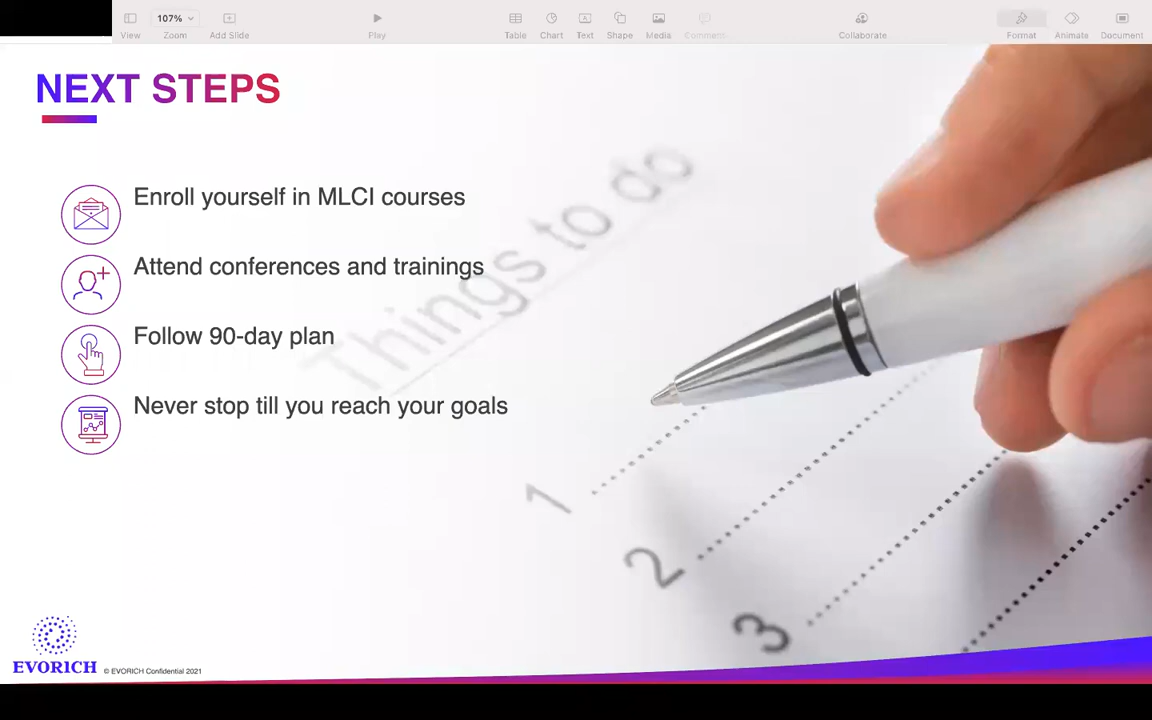 107%
View
Zoom
Add Slide
Play
Table
Chart
Text
Shape
Media
Comment
Collaborate
Format
Animate
Document
NEXT STEPS
Enroll yourself in MLCI courses
Attend conferences and trainings
Follow 90-day plan
Never stop till you reach your goals
Things to do
1
2
3
EVORICH
© EVORICH Confidential 2021